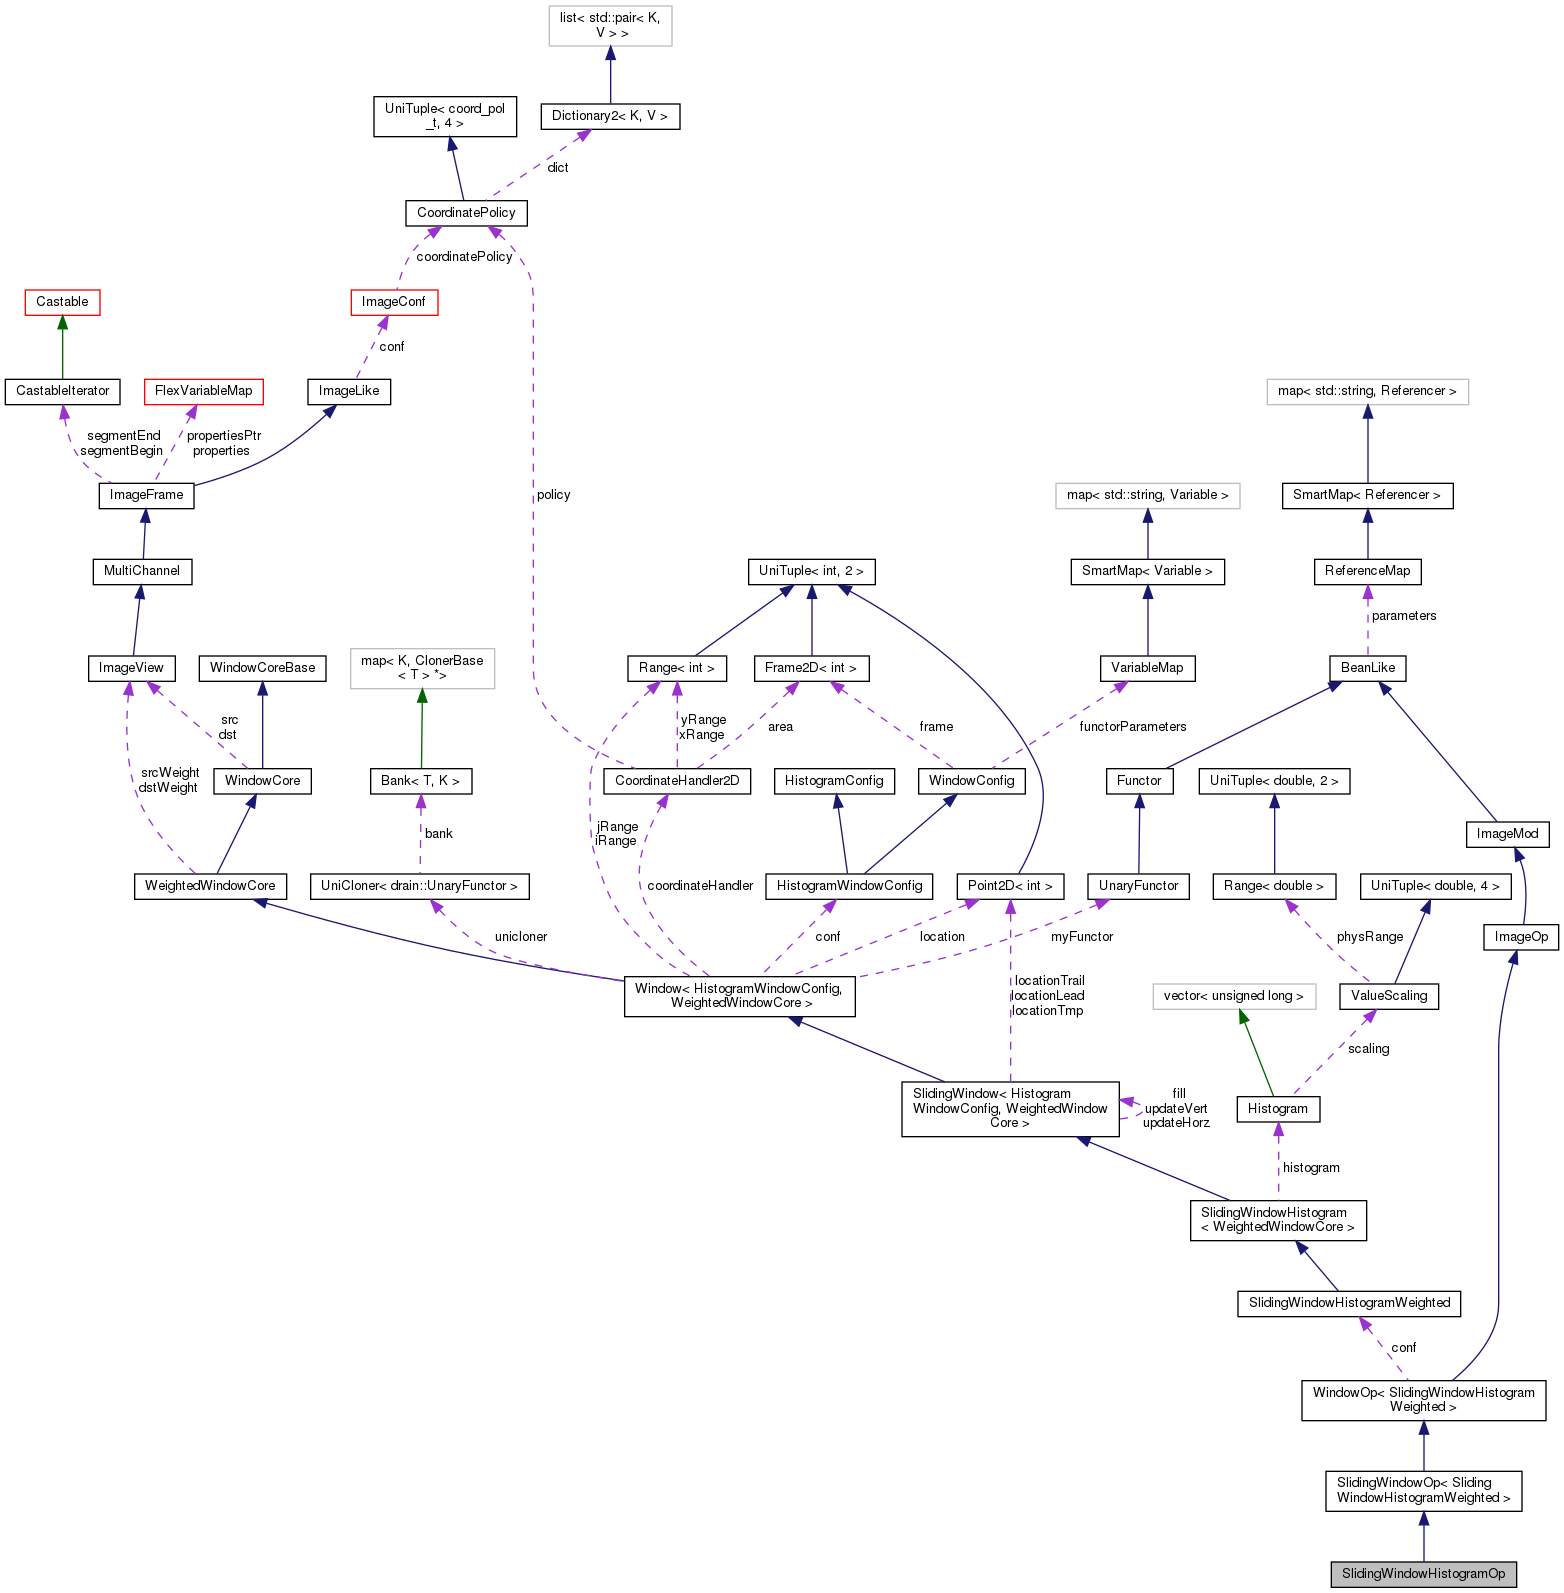 list< std::pair< K,
V > >
UniTuple< coord_pol
_t, 4 >
Dictionary2< K, V >
dict
CoordinatePolicy
coordinatePolicy
Castable
ImageConf
conf
CastableIterator
FlexVariableMap
ImageLike
map< std::string, Referencer >
segmentEnd
segmentBegin
propertiesPtr
properties
ImageFrame
policy
map< std::string, Variable >
SmartMap< Referencer >
MultiChannel
UniTuple< int, 2 >
SmartMap< Variable >
ReferenceMap
parameters
ImageView
WindowCoreBase
map< K, ClonerBase
< T > *>
Range< int >
Frame2D< int >
VariableMap
BeanLike
src
dst
yRange
xRange
area
frame
functorParameters
srcWeight
dstWeight
WindowCore
Bank< T, K >
CoordinateHandler2D
HistogramConfig
WindowConfig
Functor
UniTuple< double, 2 >
bank
jRange
iRange
ImageMod
WeightedWindowCore
UniCloner< drain::UnaryFunctor >
coordinateHandler
HistogramWindowConfig
Point2D< int >
UnaryFunctor
Range< double >
UniTuple< double, 4 >
unicloner
conf
location
myFunctor
physRange
ImageOp
Window< HistogramWindowConfig,
WeightedWindowCore >
locationTrail
locationLead
locationTmp
vector< unsigned long >
ValueScaling
scaling
SlidingWindow< Histogram
WindowConfig, WeightedWindow
Core >
fill
updateVert
updateHorz
Histogram
histogram
SlidingWindowHistogram
< WeightedWindowCore >
SlidingWindowHistogramWeighted
conf
WindowOp< SlidingWindowHistogram
Weighted >
SlidingWindowOp< Sliding
WindowHistogramWeighted >
SlidingWindowHistogramOp